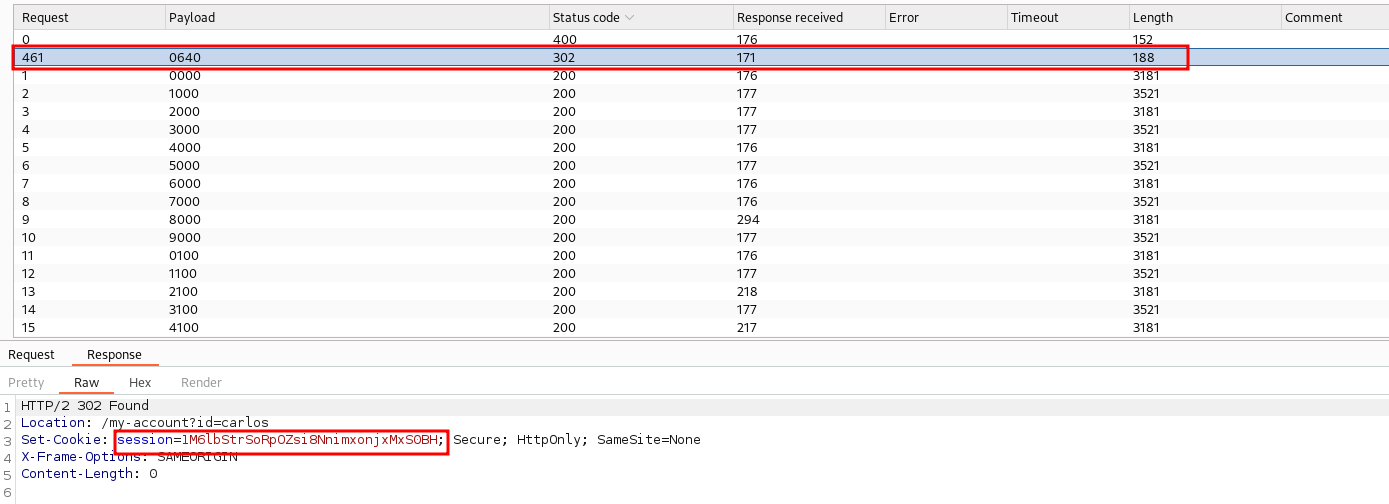 Request Payload Status code Response received Error Timeout Length Comment
0 400 176 152
461 0640 302 171 188
1 0000 200 176 3181
2 1000 200 177 3521
3 2000 200 177 3181
4 3000 200 177 3521
5 4000 200 176 3181
6 5000 200 177 3521
7 6000 200 176 3181
8 7000 200 176 3521
9 8000 200 294 3181
10 9000 200 177 3521
11 0100 200 176 3181
12 1100 200 177 3521
13 2100 200 218 3181
14 3100 200 177 3521
15 4100 200 217 3181
Request Response
Pretty Raw Hex Render
1 HTTP/2 302 Found
2 Location: /my-account?id=carlos
3 Set-Cookie: session=1M6lbStrSoRpOZsi8NnimxonjxMxSOBH; Secure; HttpOnly; SameSite=None
4 X-Frame-Options: SAMEORIGIN
5 Content-Length: 0
6